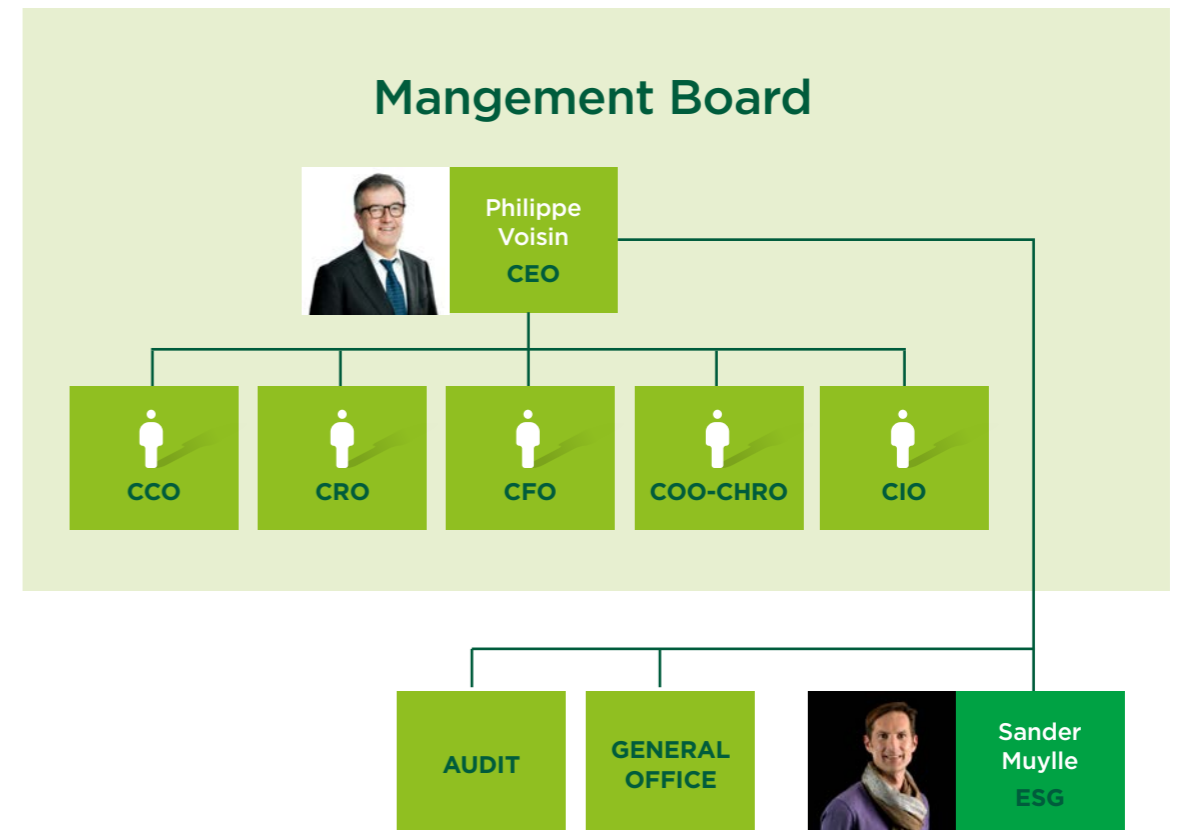 Mangement Board
Philippe
Voisin
CEO
CCO
CRO
CFO
COO-CHRO
CIO
AUDIT
GENERAL
OFFICE
Sander
Muylle
ESG